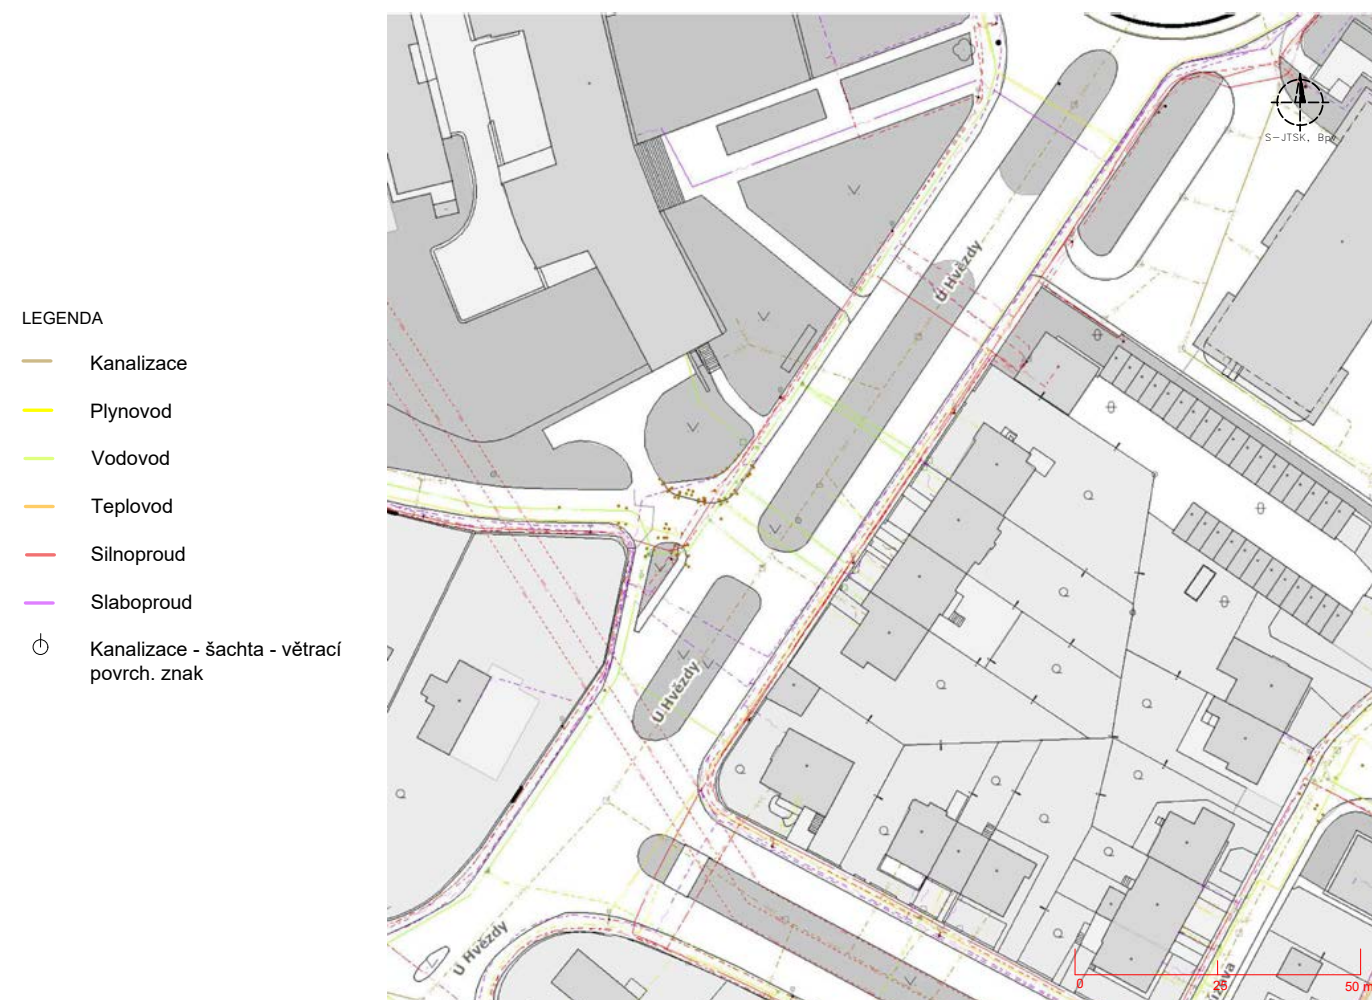 LEGENDA
Kanalizace
Plynovod
Vodovod
Teplovod
Silnoproud
Slaboproud
Kanalizace - šachta - větrací
povrch. znak
S-JTSK, Bpv
U Hvězdy
U Hvězdy
U Hvězdy
0
25
50 m